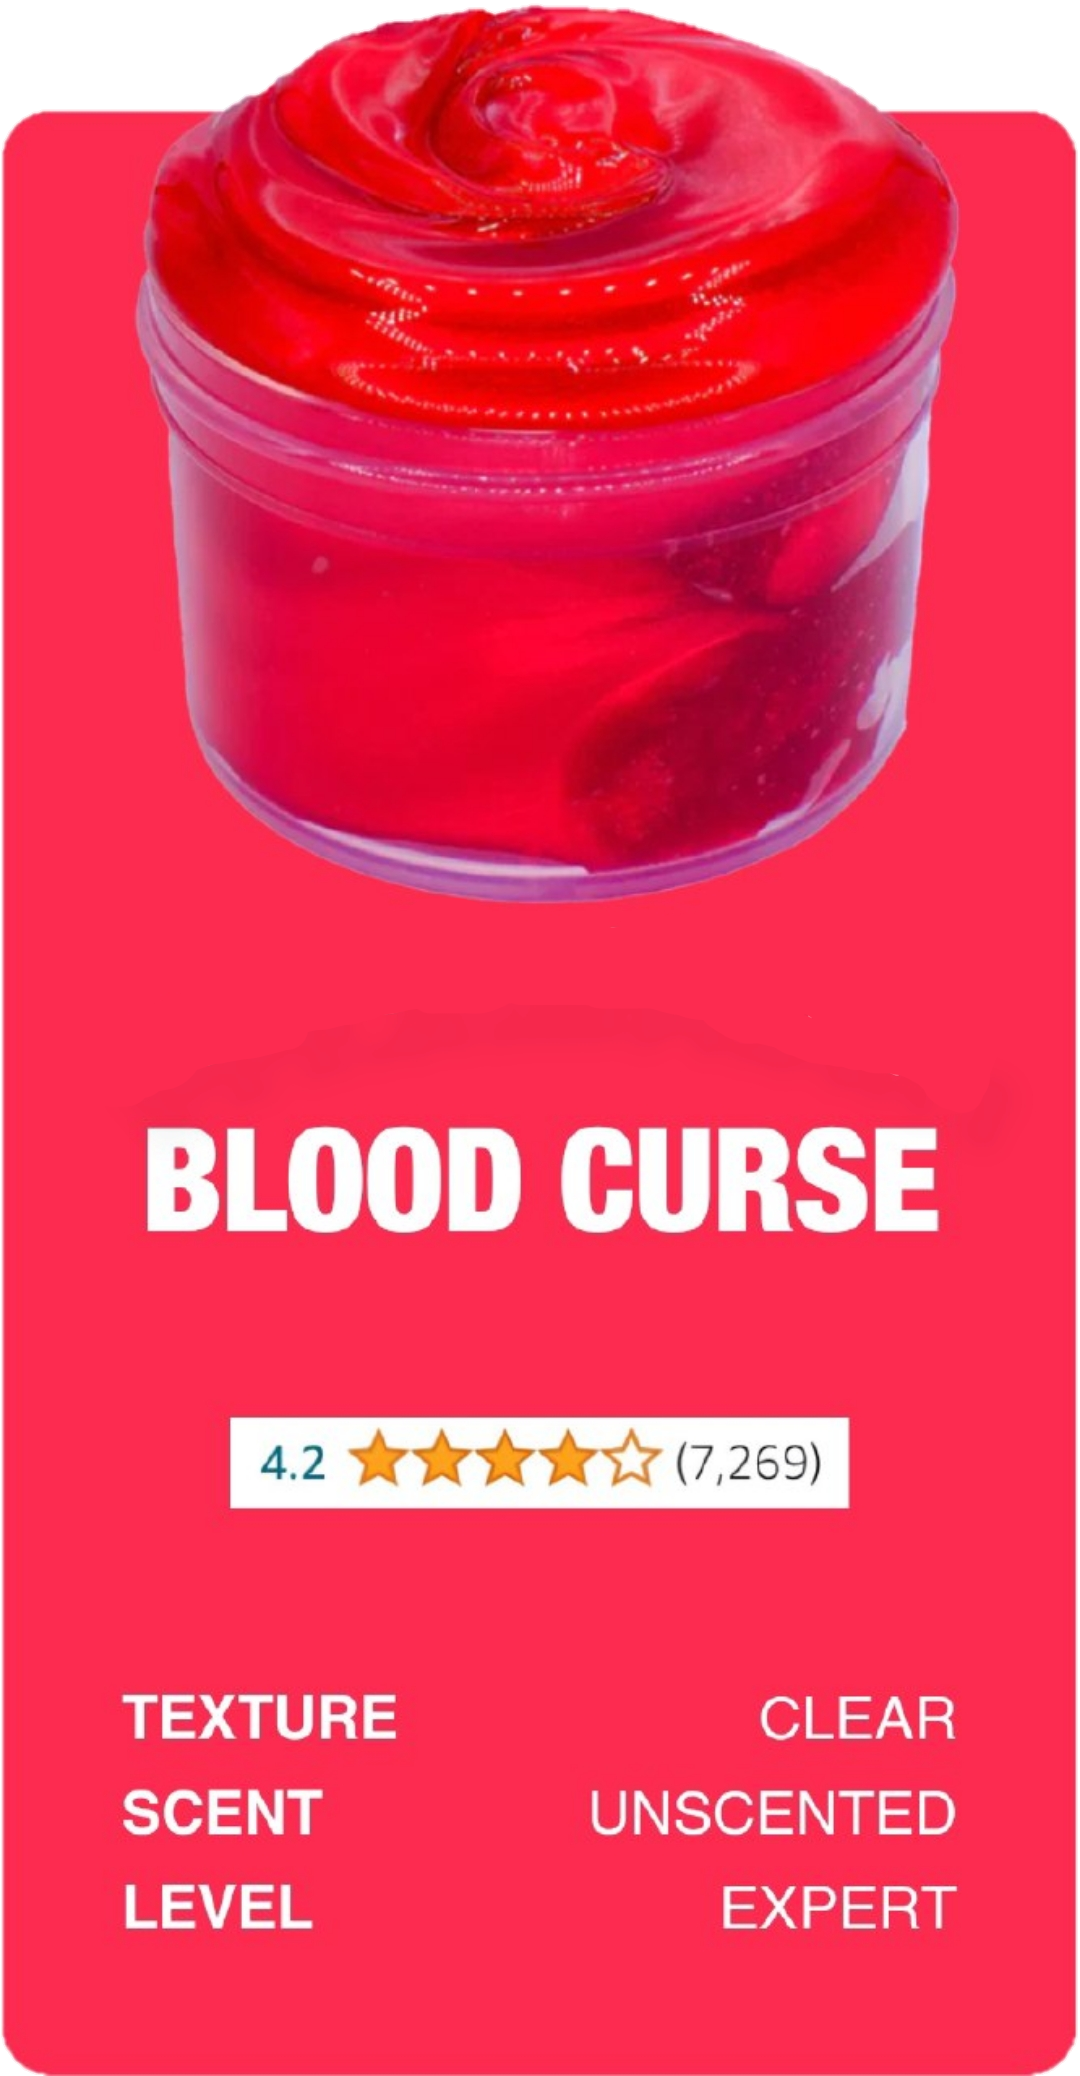 BLOOD CURSE
4.2 (7,269)
TEXTURE CLEAR
SCENT UNSCENTED
LEVEL EXPERT